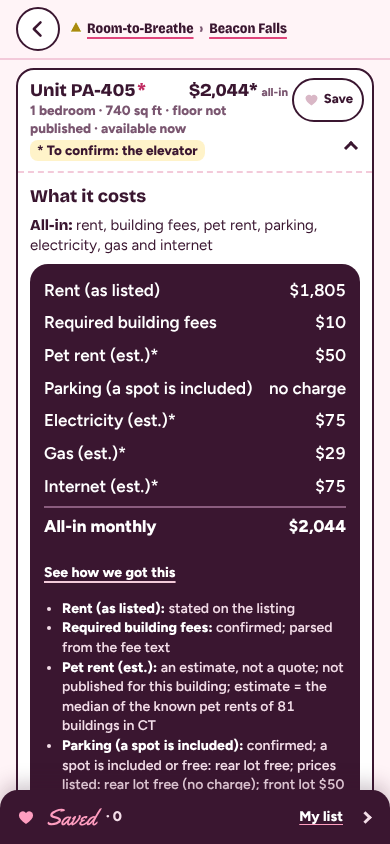 Room-to-Breathe › Beacon Falls
Unit PA-405* $2,044* all-in Save
1 bedroom · 740 sq ft · floor not
published · available now
* To confirm: the elevator
What it costs
All-in: rent, building fees, pet rent, parking,
electricity, gas and internet
Rent (as listed) $1,805
Required building fees $10
Pet rent (est.)* $50
Parking (a spot is included) no charge
Electricity (est.)* $75
Gas (est.)* $29
Internet (est.)* $75
All-in monthly $2,044
See how we got this
• Rent (as listed): stated on the listing
• Required building fees: confirmed; parsed
from the fee text
• Pet rent (est.): an estimate, not a quote; not
published for this building; estimate = the
median of the known pet rents of 81
buildings in CT
• Parking (a spot is included): confirmed; a
spot is included or free: rear lot free; prices
listed: rear lot (no charge); front lot $50
Saved · 0 My list